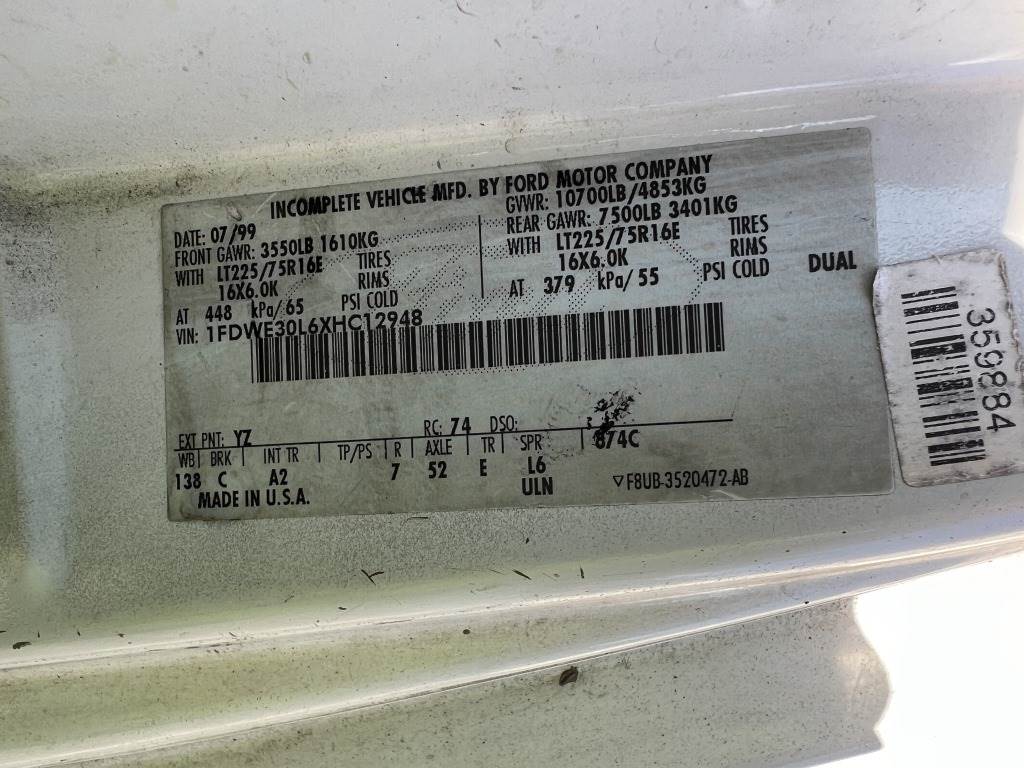 INCOMPLETE VEHICLE MFD. BY FORD MOTOR COMPANY
DATE: 07/99
GVWR: 10700LB/4853KG
FRONT GAWR: 3550LB 1610KG
REAR GAWR: 7500LB 3401KG
WITH LT225/75R16E TIRES
WITH LT225/75R16E TIRES
16X6.0K RIMS
16X6.0K RIMS
AT 448 kPa/65 PSI COLD
AT 379 kPa/55 PSI COLD DUAL
VIN: 1FDWE30L6XHC12948
EXT PNT: YZ RC: 74 DSO:
WB BRK INT TR TP/PS R AXLE TR SPR 874C
138 C A2 7 52 E L6
ULN
MADE IN U.S.A.
▽F8UB-3520472-AB
359884